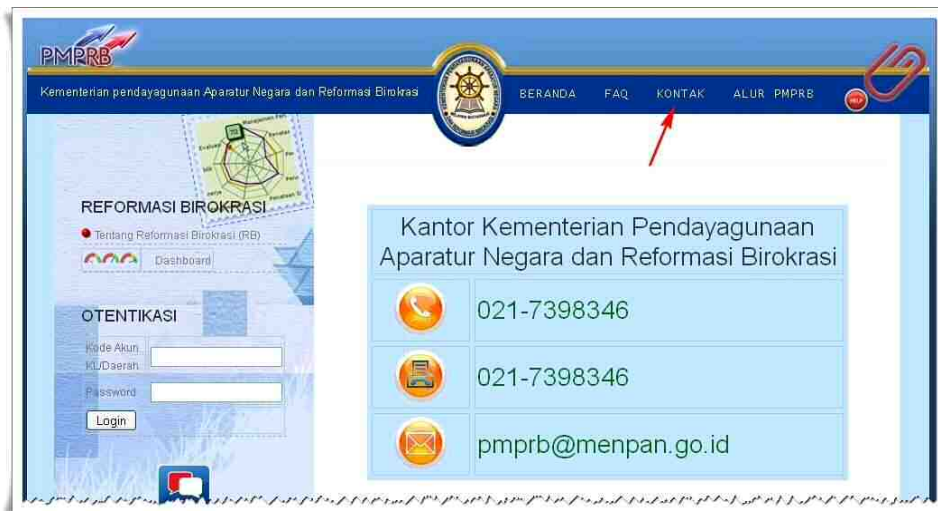 PMPRB
Kementerian pendayagunaan Aparatur Negara dan Reformasi Birokrasi
BERANDA FAQ KONTAK ALUR PMPRB
HELP
REFORMASI BIROKRASI
Tentang Reformasi Birokrasi (RB)
Dashboard
OTENTIKASI
Kode Akun
KL/Daerah
Password
Login
Kantor Kementerian Pendayagunaan
Aparatur Negara dan Reformasi Birokrasi
021-7398346
021-7398346
pmprb@menpan.go.id